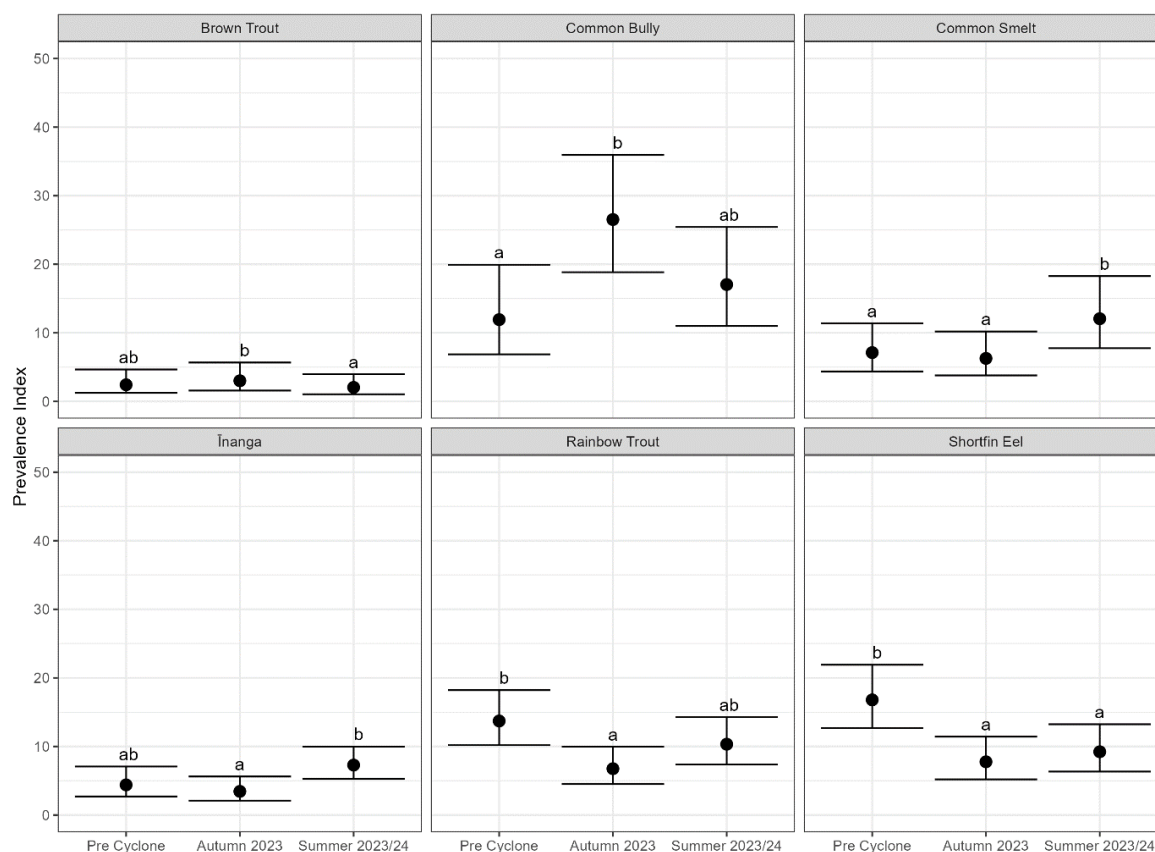 Brown Trout
Common Bully
Common Smelt
50
40
30
20
10
0
ab
b
a
a
b
ab
a
a
b
Prevalence Index
Īnanga
Rainbow Trout
Shortfin Eel
50
40
30
20
10
0
ab
a
b
b
a
ab
b
a
a
Pre Cyclone Autumn 2023 Summer 2023/24
Pre Cyclone Autumn 2023 Summer 2023/24
Pre Cyclone Autumn 2023 Summer 2023/24